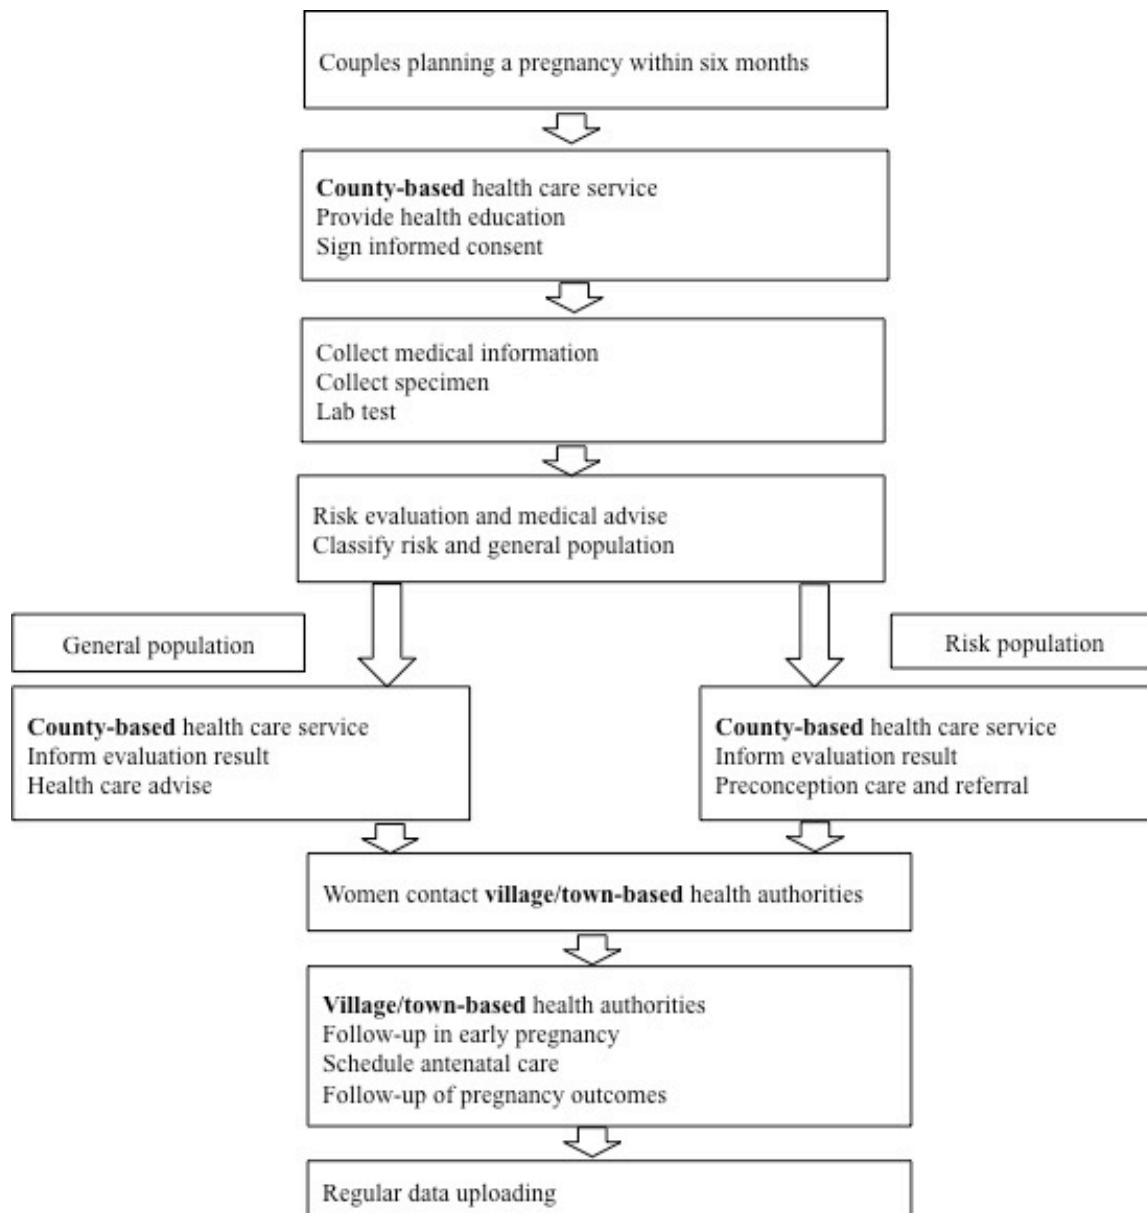 Couples planning a pregnancy within six months
County-based health care service
Provide health education
Sign informed consent
Collect medical information
Collect specimen
Lab test
Risk evaluation and medical advise
Classify risk and general population
General population
Risk population
County-based health care service
Inform evaluation result
Health care advise
County-based health care service
Inform evaluation result
Preconception care and referral
Women contact village/town-based health authorities
Village/town-based health authorities
Follow-up in early pregnancy
Schedule antenatal care
Follow-up of pregnancy outcomes
Regular data uploading